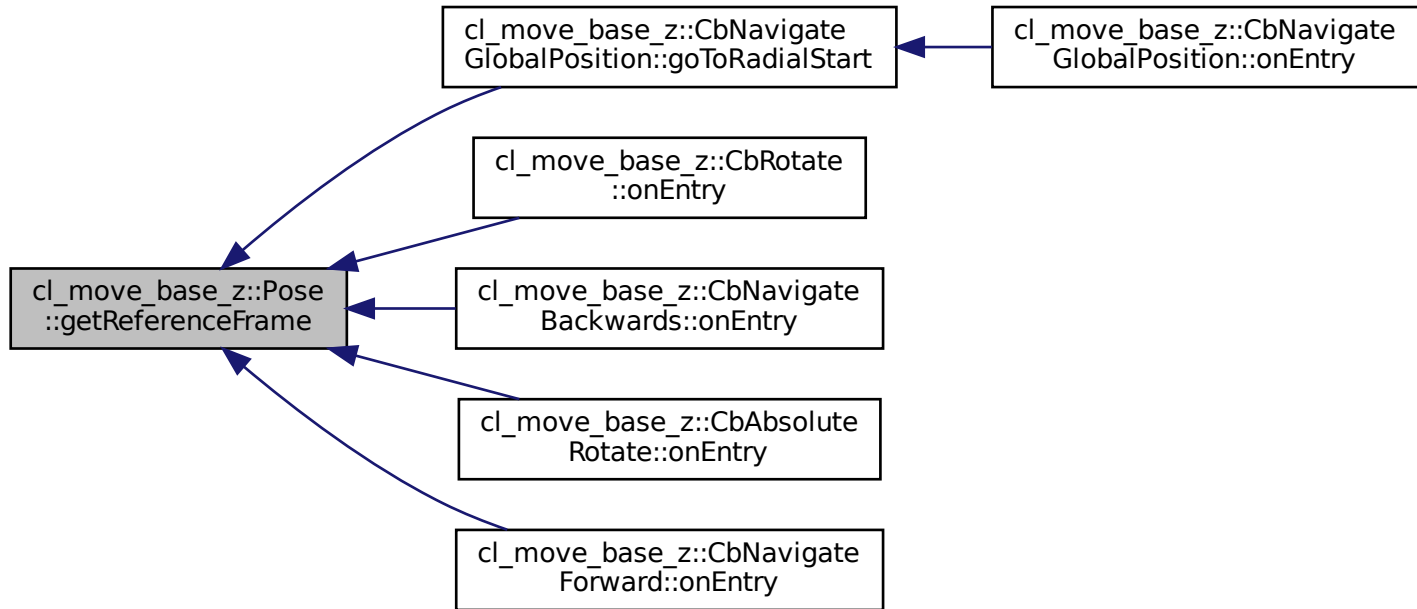 cl_move_base_z::CbNavigate
GlobalPosition::goToRadialStart
cl_move_base_z::CbNavigate
GlobalPosition::onEntry
cl_move_base_z::CbRotate
::onEntry
cl_move_base_z::Pose
::getReferenceFrame
cl_move_base_z::CbNavigate
Backwards::onEntry
cl_move_base_z::CbAbsolute
Rotate::onEntry
cl_move_base_z::CbNavigate
Forward::onEntry